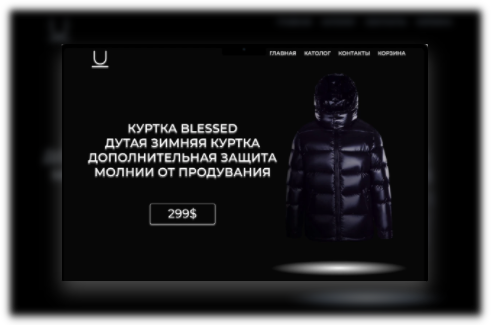 U
ГЛАВНАЯ КАТОЛОГ КОНТАКТЫ КОРЗИНА
КУРТКА BLESSED
ДУТАЯ ЗИМНЯЯ КУРТКА
ДОПОЛНИТЕЛЬНАЯ ЗАЩИТА
МОЛНИИ ОТ ПРОДУВАНИЯ
299$